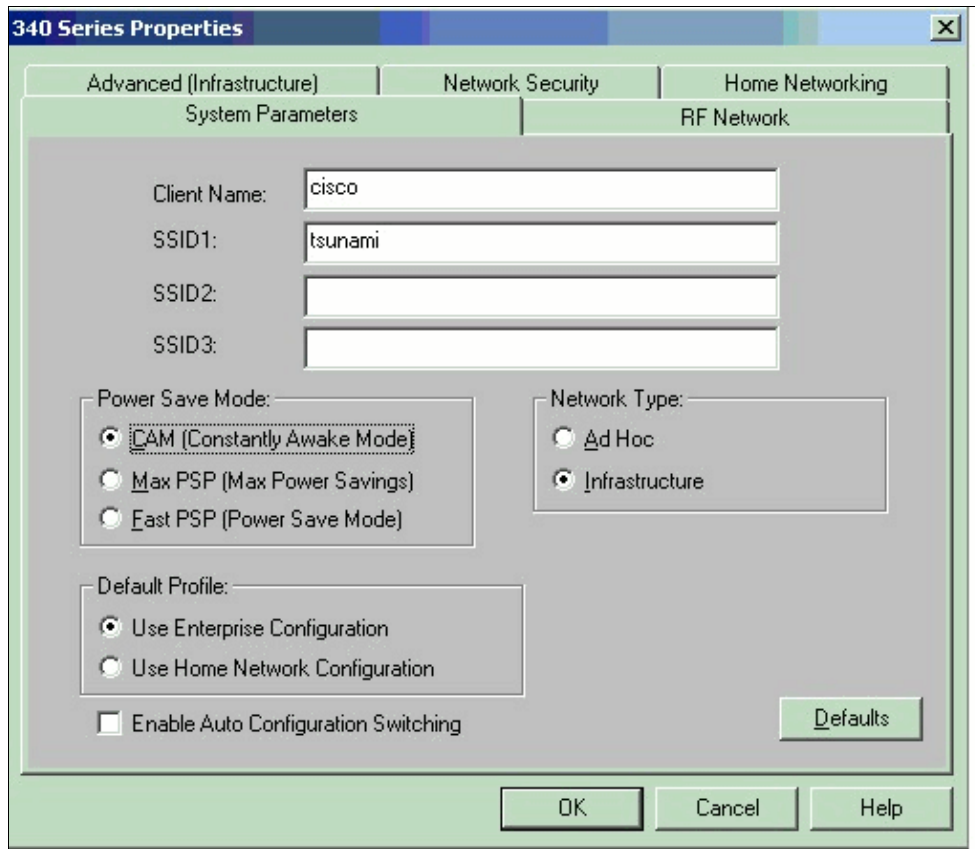 340 Series Properties
Advanced (Infrastructure) Network Security Home Networking
System Parameters RF Network
Client Name: cisco
SSID1: tsunami
SSID2:
SSID3:
Power Save Mode:
CAM (Constantly Awake Mode)
Max PSP (Max Power Savings)
Fast PSP (Power Save Mode)
Network Type:
Ad Hoc
Infrastructure
Default Profile:
Use Enterprise Configuration
Use Home Network Configuration
Enable Auto Configuration Switching
Defaults
OK Cancel Help